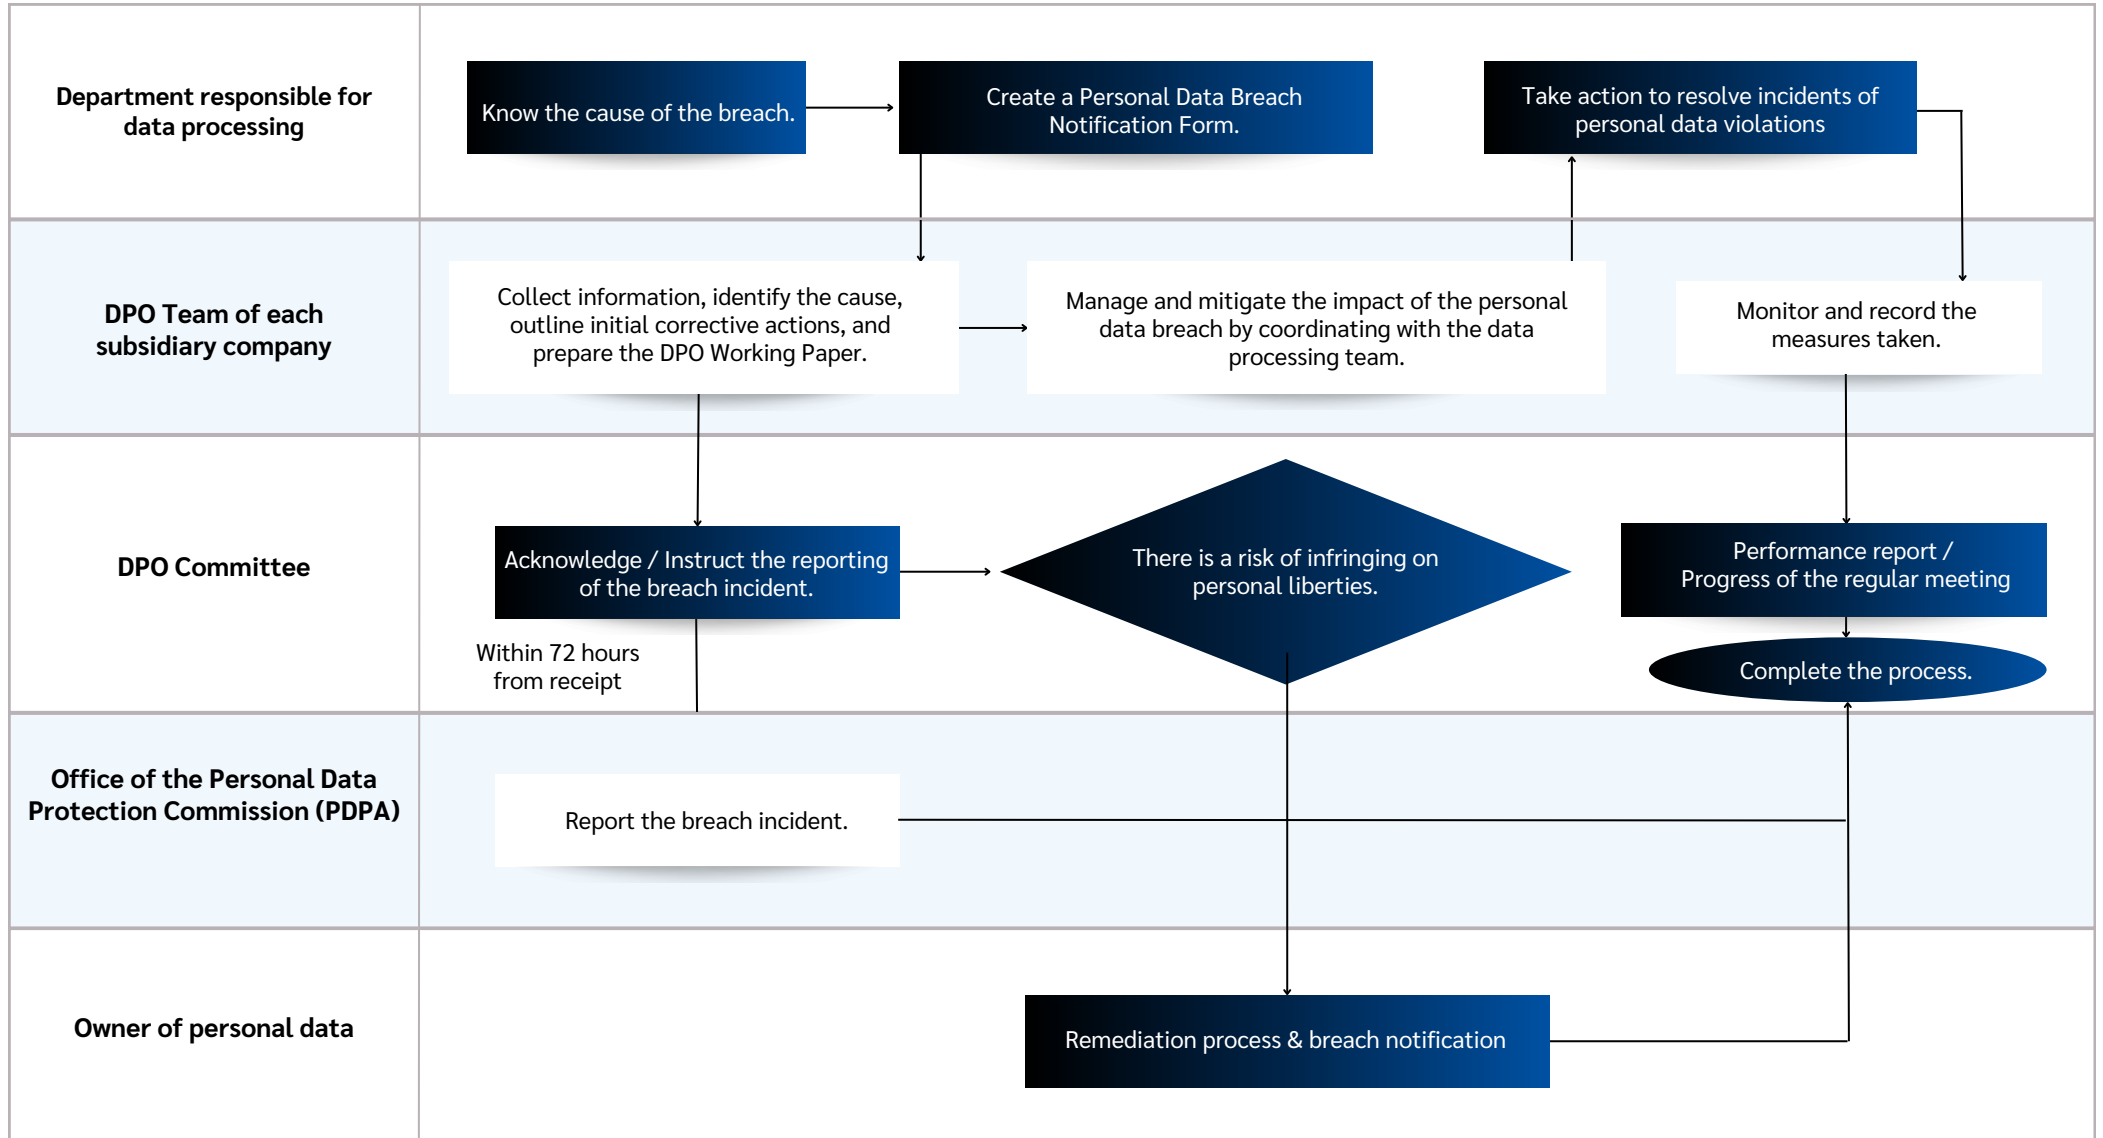 Department responsible for
data processing
Know the cause of the breach.
Create a Personal Data Breach
Notification Form.
Take action to resolve incidents of
personal data violations
DPO Team of each
subsidiary company
Collect information, identify the cause,
outline initial corrective actions, and
prepare the DPO Working Paper.
Manage and mitigate the impact of the personal
data breach by coordinating with the data
processing team.
Monitor and record the
measures taken.
DPO Committee
Acknowledge / Instruct the reporting
of the breach incident.
Within 72 hours
from receipt
There is a risk of infringing on
personal liberties.
Performance report /
Progress of the regular meeting
Complete the process.
Office of the Personal Data
Protection Commission (PDPA)
Report the breach incident.
Owner of personal data
Remediation process & breach notification